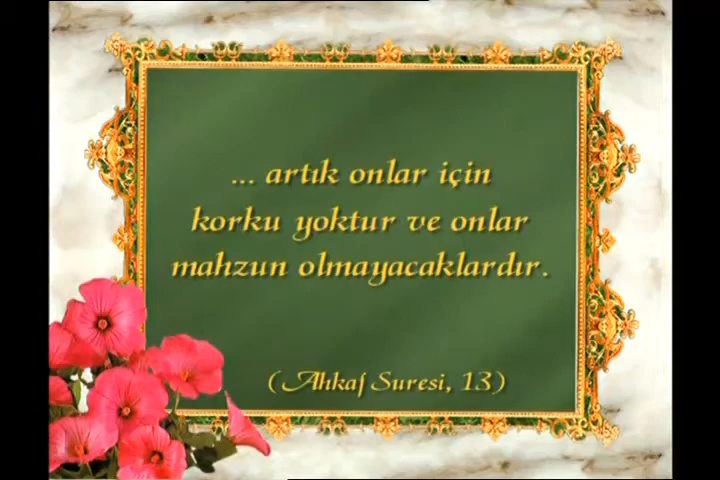 ... artık onlar için
korku yoktur ve onlar
mahzun olmayacaklardır.
(Ahkaf Suresi, 13)